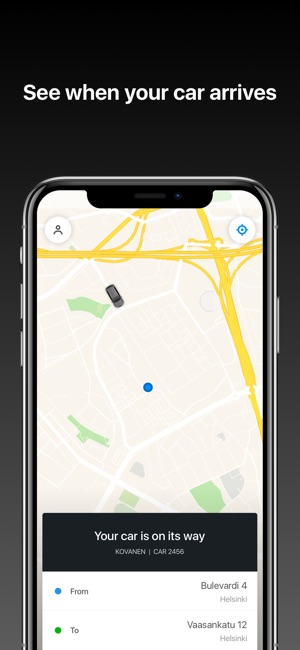 See when your car arrives
Your car is on its way
KOVANEN | CAR 2456
From
Bulevardi 4
Helsinki
To
Vaasankatu 12
Helsinki